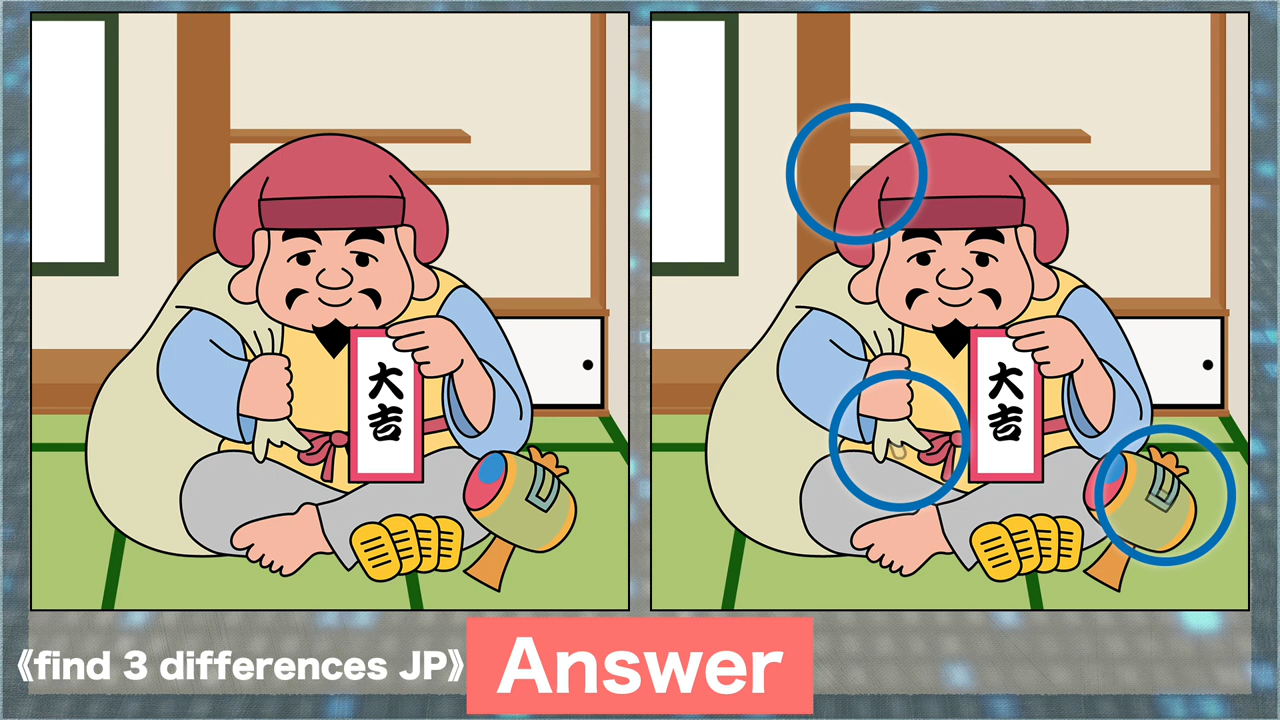 大吉
大吉
《find 3 differences JP》
Answer